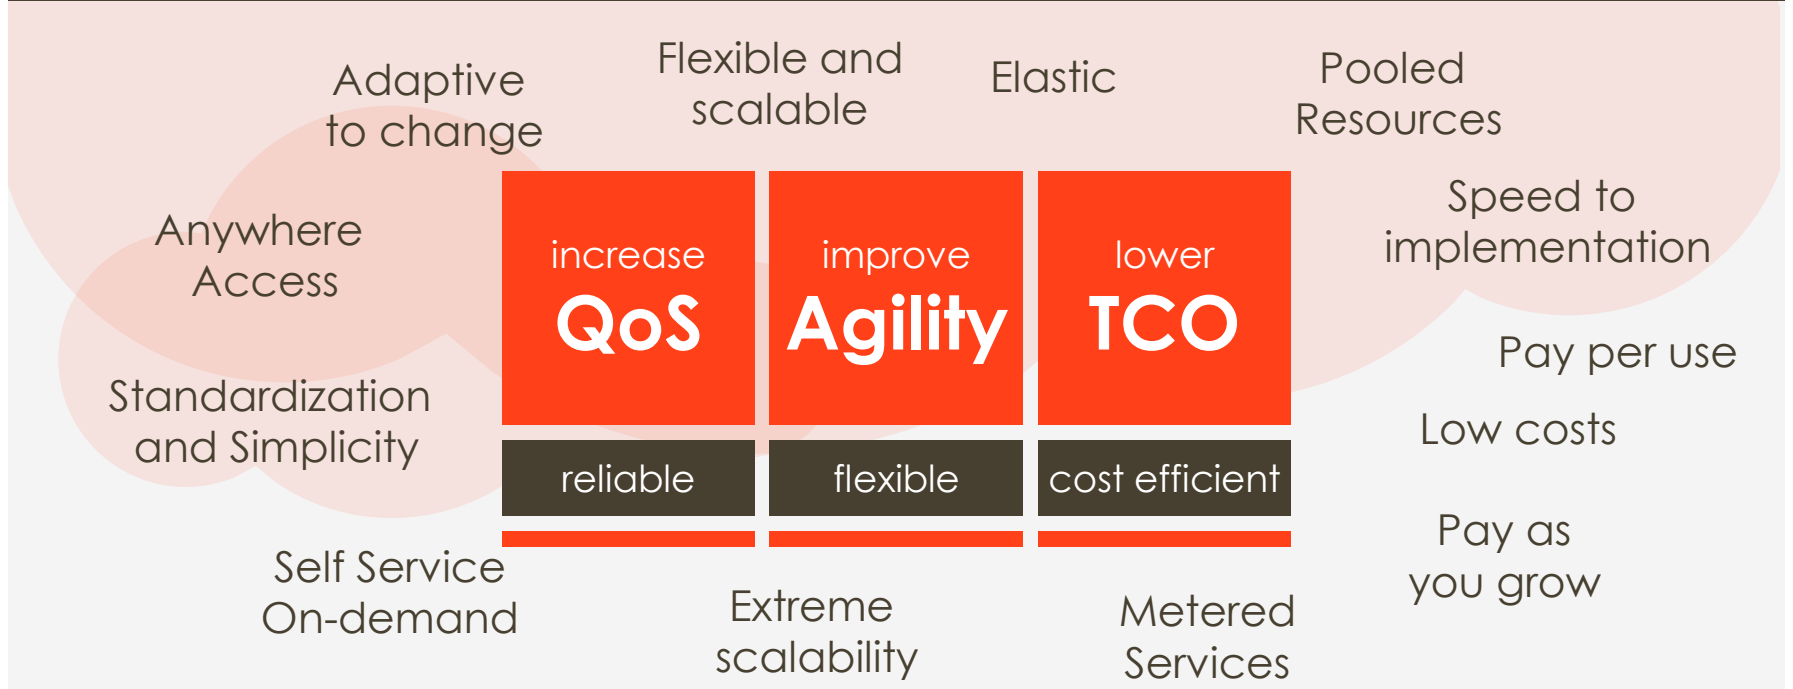 Adaptive
to change
Flexible and
scalable
Elastic
Pooled
Resources
Anywhere
Access
Speed to
implementation
increase
QoS
improve
Agility
lower
TCO
Standardization
and Simplicity
Pay per use
Low costs
reliable
flexible
cost efficient
Self Service
On-demand
Extreme
scalability
Metered
Services
Pay as
you grow